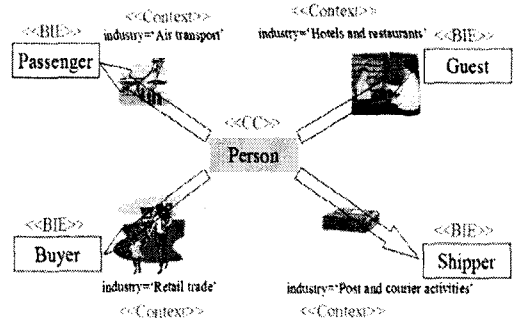 <<Context>>
industry='Air transport'
<<BIE>>
Passenger
<<Context>>
industry='Hotels and restaurants'
<<BIE>>
Guest
<<CC>>
Person
<<BIE>>
Buyer
industry='Retail trade'
<<Context>>
<<BIE>>
Shipper
industry='Post and courier activities'
<<Context>>